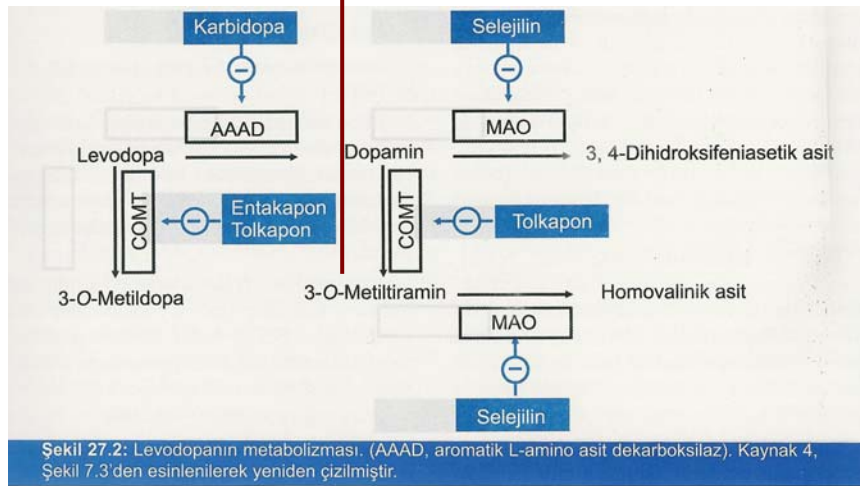 Karbidopa
Selejilin
AAAD
MAO
Levodopa
Dopamin
3, 4-Dihidroksifeniasetik asit
COMT
Entakapon
Tolkapon
COMT
Tolkapon
3-O-Metildopa
3-O-Metiltiramin
Homovalinik asit
MAO
Selejilin
Şekil 27.2: Levodopanın metabolizması. (AAAD, aromatik L-amino asit dekarboksilaz). Kaynak 4,
Şekil 7.3'den esinlenilerek yeniden çizilmiştir.